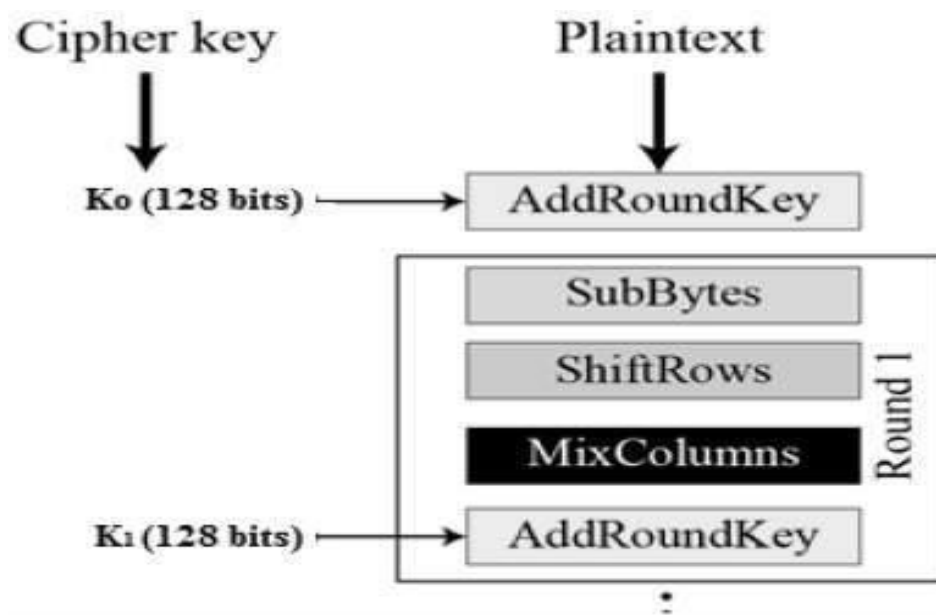 Cipher key
Plaintext
K0 (128 bits)
AddRoundKey
SubBytes
ShiftRows
MixColumns
Round 1
K1 (128 bits)
AddRoundKey